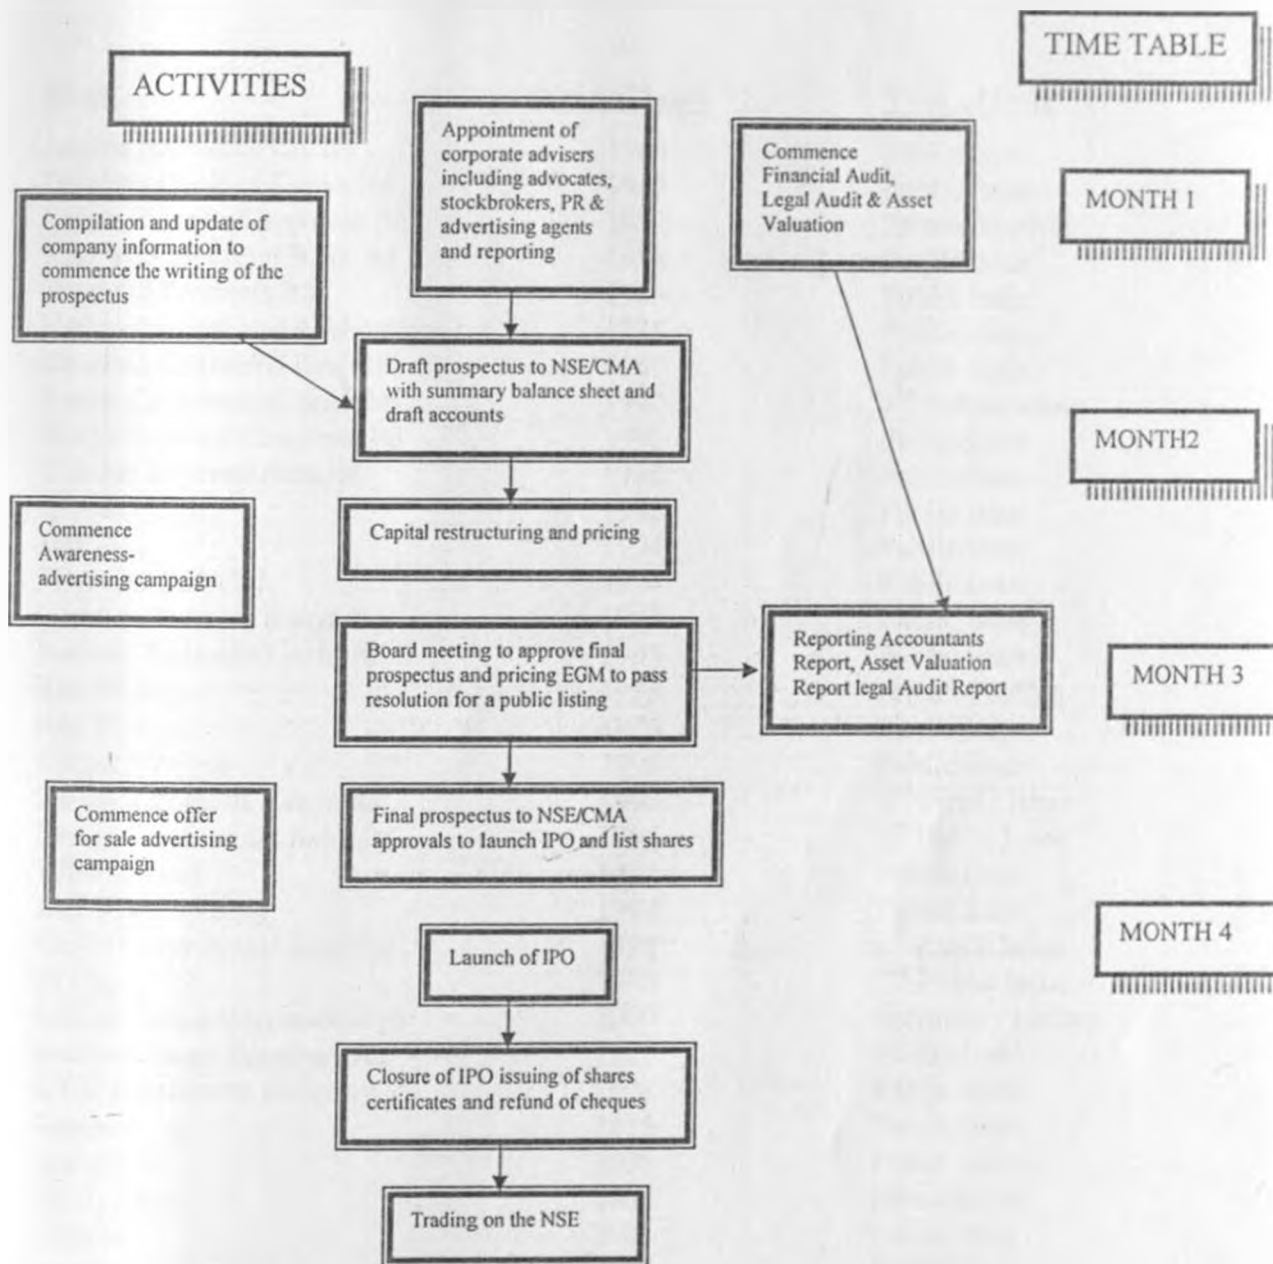 TIME TABLE
ACTIVITIES
Appointment of
corporate advisers
including advocates,
stockbrokers, PR &
advertising agents
and reporting
Commence
Financial Audit,
Legal Audit & Asset
Valuation
MONTH 1
Compilation and update of
company information to
commence the writing of the
prospectus
Draft prospectus to NSE/CMA
with summary balance sheet and
draft accounts
MONTH2
Commence
Awareness-
advertising campaign
Capital restructuring and pricing
Board meeting to approve final
prospectus and pricing EGM to pass
resolution for a public listing
Reporting Accountants
Report, Asset Valuation
Report legal Audit Report
MONTH 3
Commence offer
for sale advertising
campaign
Final prospectus to NSE/CMA
approvals to launch IPO and list shares
MONTH 4
Launch of IPO
Closure of IPO issuing of shares
certificates and refund of cheques
Trading on the NSE